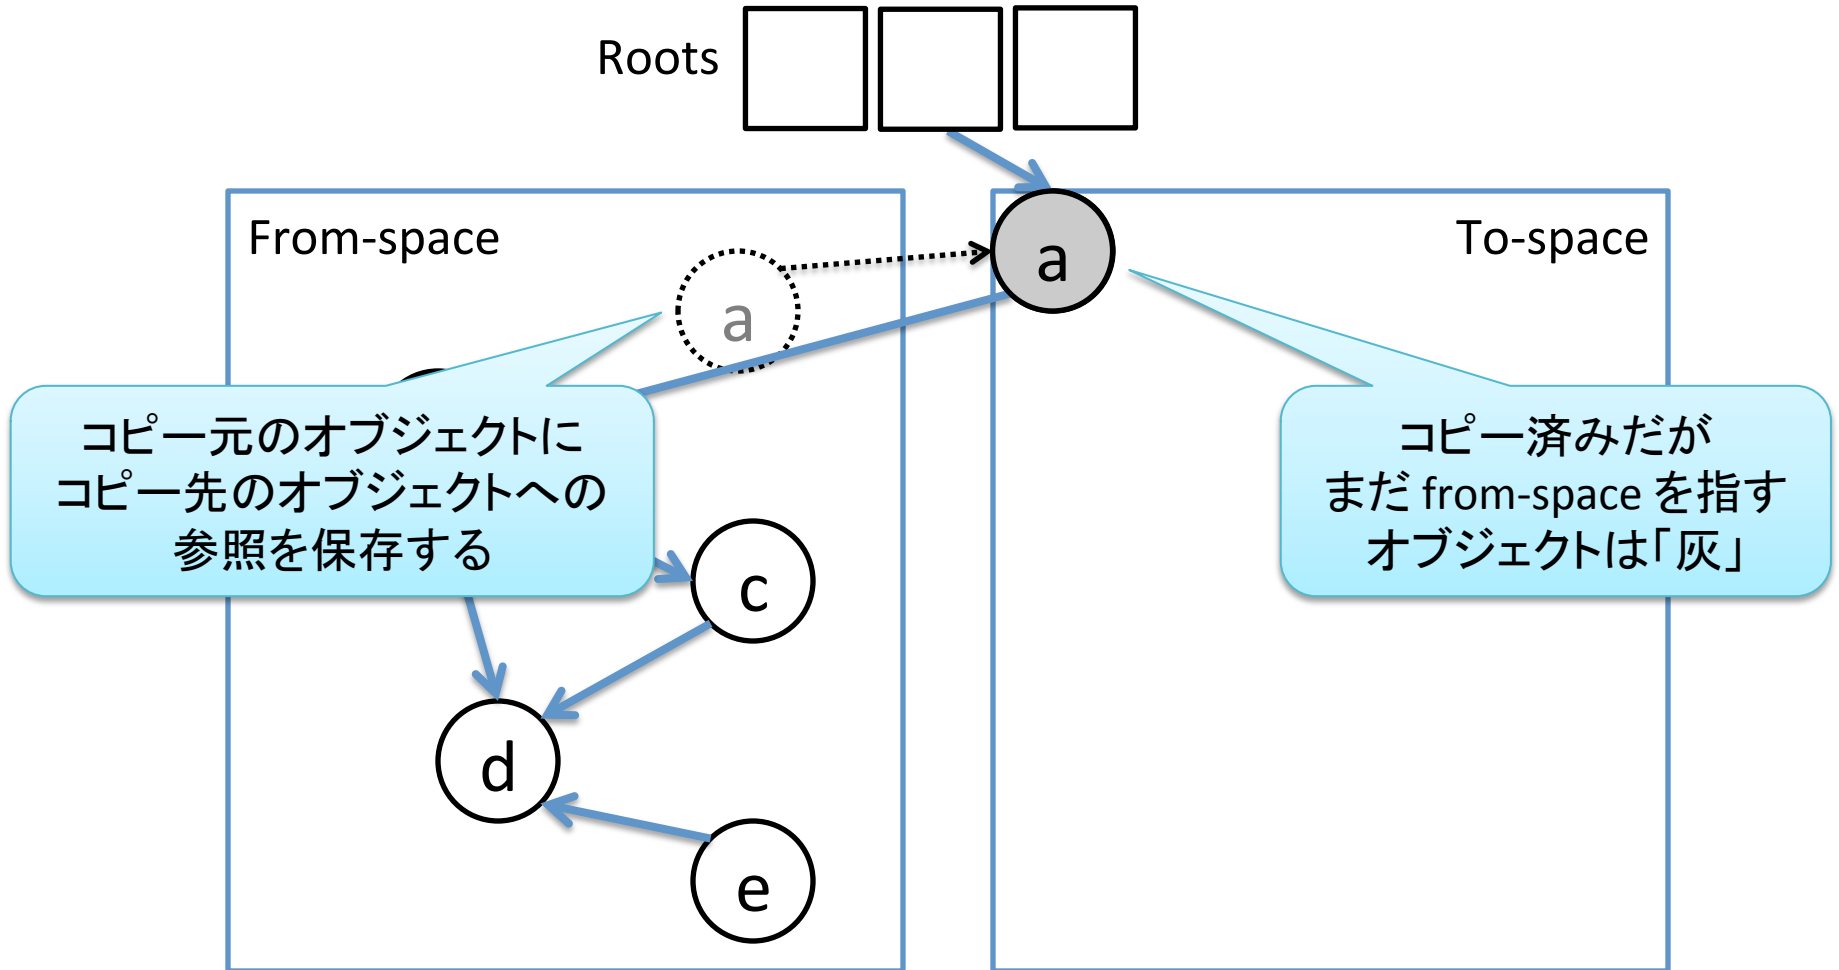 Roots
From-space
To-space
a
a
コピー元のオブジェクトに
コピー先のオブジェクトへの
参照を保存する
コピー済みだが
まだ from-space を指す
オブジェクトは「灰」
c
d
e